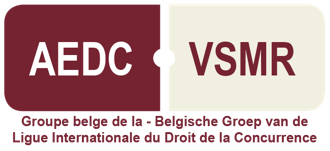 AEDC VSMR
Groupe belge de la - Belgische Groep van de
Ligue Internationale du Droit de la Concurrence